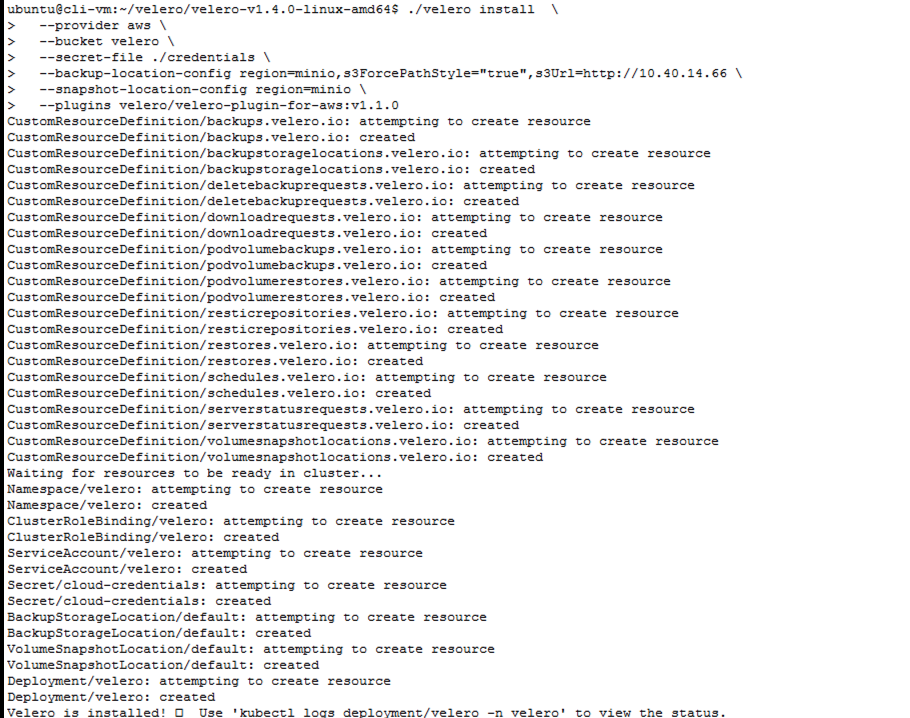 ubuntu@cli-vm:~/velero/velero-v1.4.0-linux-amd64$ ./velero install  \
>   --provider aws \
>   --bucket velero \
>   --secret-file ./credentials \
>   --backup-location-config region=minio,s3ForcePathStyle="true",s3Url=http://10.40.14.66 \
>   --snapshot-location-config region=minio \
>   --plugins velero/velero-plugin-for-aws:v1.1.0
CustomResourceDefinition/backups.velero.io: attempting to create resource
CustomResourceDefinition/backups.velero.io: created
CustomResourceDefinition/backupstoragelocations.velero.io: attempting to create resource
CustomResourceDefinition/backupstoragelocations.velero.io: created
CustomResourceDefinition/deletebackuprequests.velero.io: attempting to create resource
CustomResourceDefinition/deletebackuprequests.velero.io: created
CustomResourceDefinition/downloadrequests.velero.io: attempting to create resource
CustomResourceDefinition/downloadrequests.velero.io: created
CustomResourceDefinition/podvolumebackups.velero.io: attempting to create resource
CustomResourceDefinition/podvolumebackups.velero.io: created
CustomResourceDefinition/podvolumerestores.velero.io: attempting to create resource
CustomResourceDefinition/podvolumerestores.velero.io: created
CustomResourceDefinition/resticrepositories.velero.io: attempting to create resource
CustomResourceDefinition/resticrepositories.velero.io: created
CustomResourceDefinition/restores.velero.io: attempting to create resource
CustomResourceDefinition/restores.velero.io: created
CustomResourceDefinition/schedules.velero.io: attempting to create resource
CustomResourceDefinition/schedules.velero.io: created
CustomResourceDefinition/serverstatusrequests.velero.io: attempting to create resource
CustomResourceDefinition/serverstatusrequests.velero.io: created
CustomResourceDefinition/volumesnapshotlocations.velero.io: attempting to create resource
CustomResourceDefinition/volumesnapshotlocations.velero.io: created
Waiting for resources to be ready in cluster...
Namespace/velero: attempting to create resource
Namespace/velero: created
ClusterRoleBinding/velero: attempting to create resource
ClusterRoleBinding/velero: created
ServiceAccount/velero: attempting to create resource
ServiceAccount/velero: created
Secret/cloud-credentials: attempting to create resource
Secret/cloud-credentials: created
BackupStorageLocation/default: attempting to create resource
BackupStorageLocation/default: created
VolumeSnapshotLocation/default: attempting to create resource
VolumeSnapshotLocation/default: created
Deployment/velero: attempting to create resource
Deployment/velero: created
Velero is installed! ▯  Use 'kubectl logs deployment/velero -n velero' to view the status.